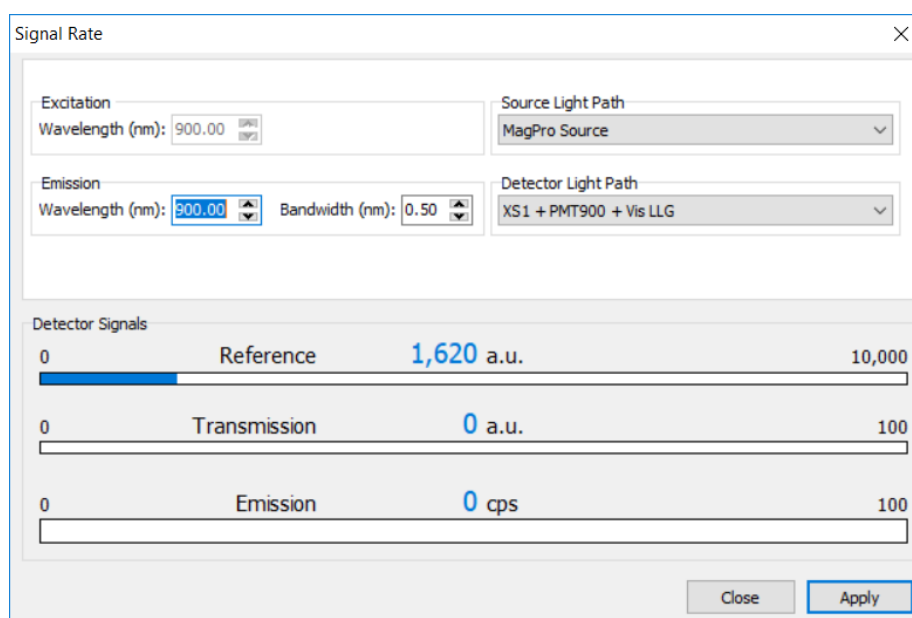 Signal Rate
Excitation
Wavelength (nm): 900.00
Source Light Path
MagPro Source
Emission
Wavelength (nm): 900.00 Bandwidth (nm): 0.50
Detector Light Path
XS1 + PMT900 + Vis LLG
Detector Signals
0 Reference 1,620 a.u. 10,000
0 Transmission 0 a.u. 100
0 Emission 0 cps 100
Close Apply